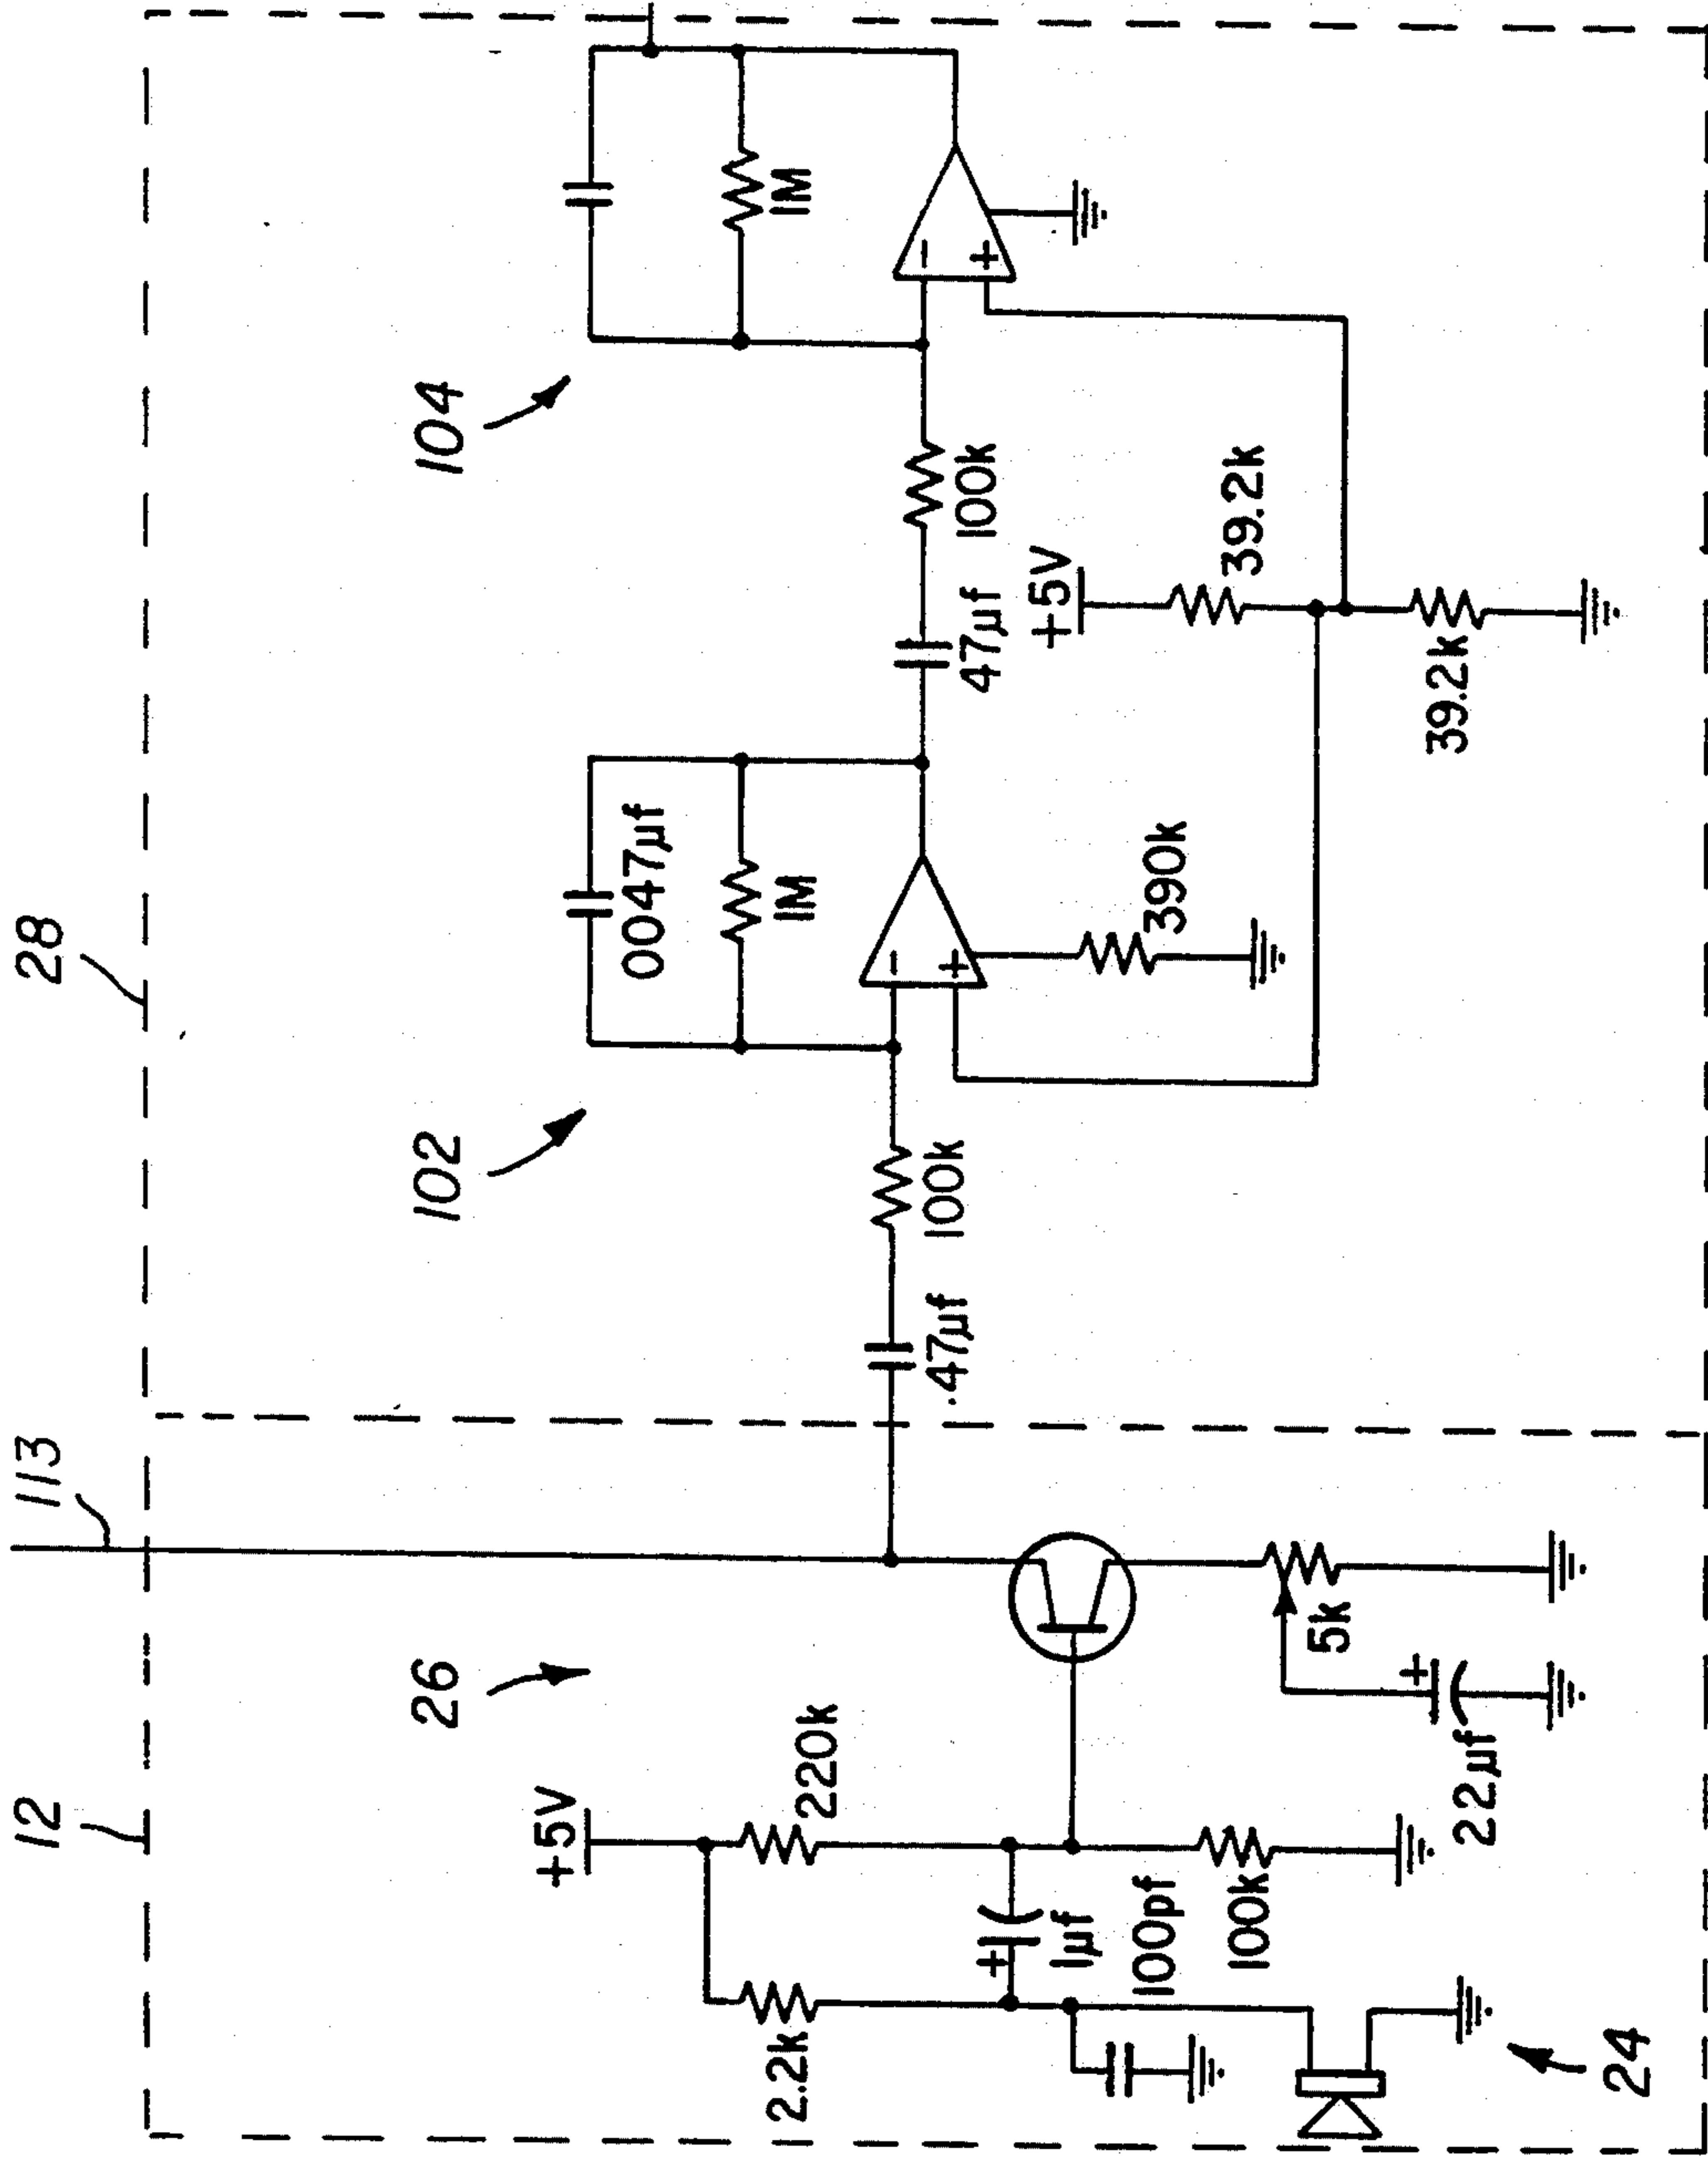 12
113
28
26
102
104
+5V
2.2k
220k
+
1µf
100pf
100k
24
5k
+
22µf
.47µf
100k
0047µf
1M
−
+
390k
47µf
100k
+5V
39.2k
39.2k
1M
−
+